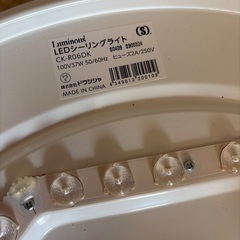 Luminous
LEDシーリングライト
CK-R06DK
100V37W 50/60Hz ヒューズ2A/250V
株式会社ドウシシャ
MADE IN CHINA